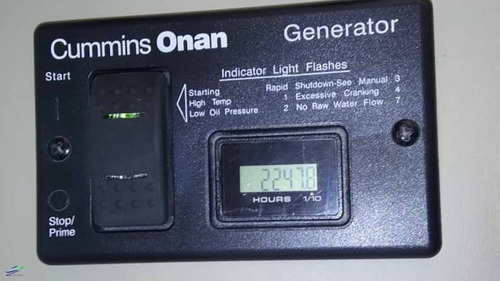 Cummins Onan Generator
Start
Indicator Light Flashes
Starting Rapid Shutdown-See Manual 3
High Temp 1 Excessive Cranking 4
Low Oil Pressure 2 No Raw Water Flow 7
2247.8
HOURS 1/10
Stop/
Prime